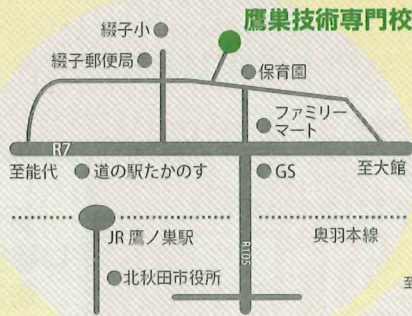 鷹巣技術専門校
綴子小
綴子郵便局
保育園
ファミリー
マート
R7
至能代
道の駅たかのす
GS
至大館
JR 鷹ノ巣駅
R105
奥羽本線
北秋田市役所
至